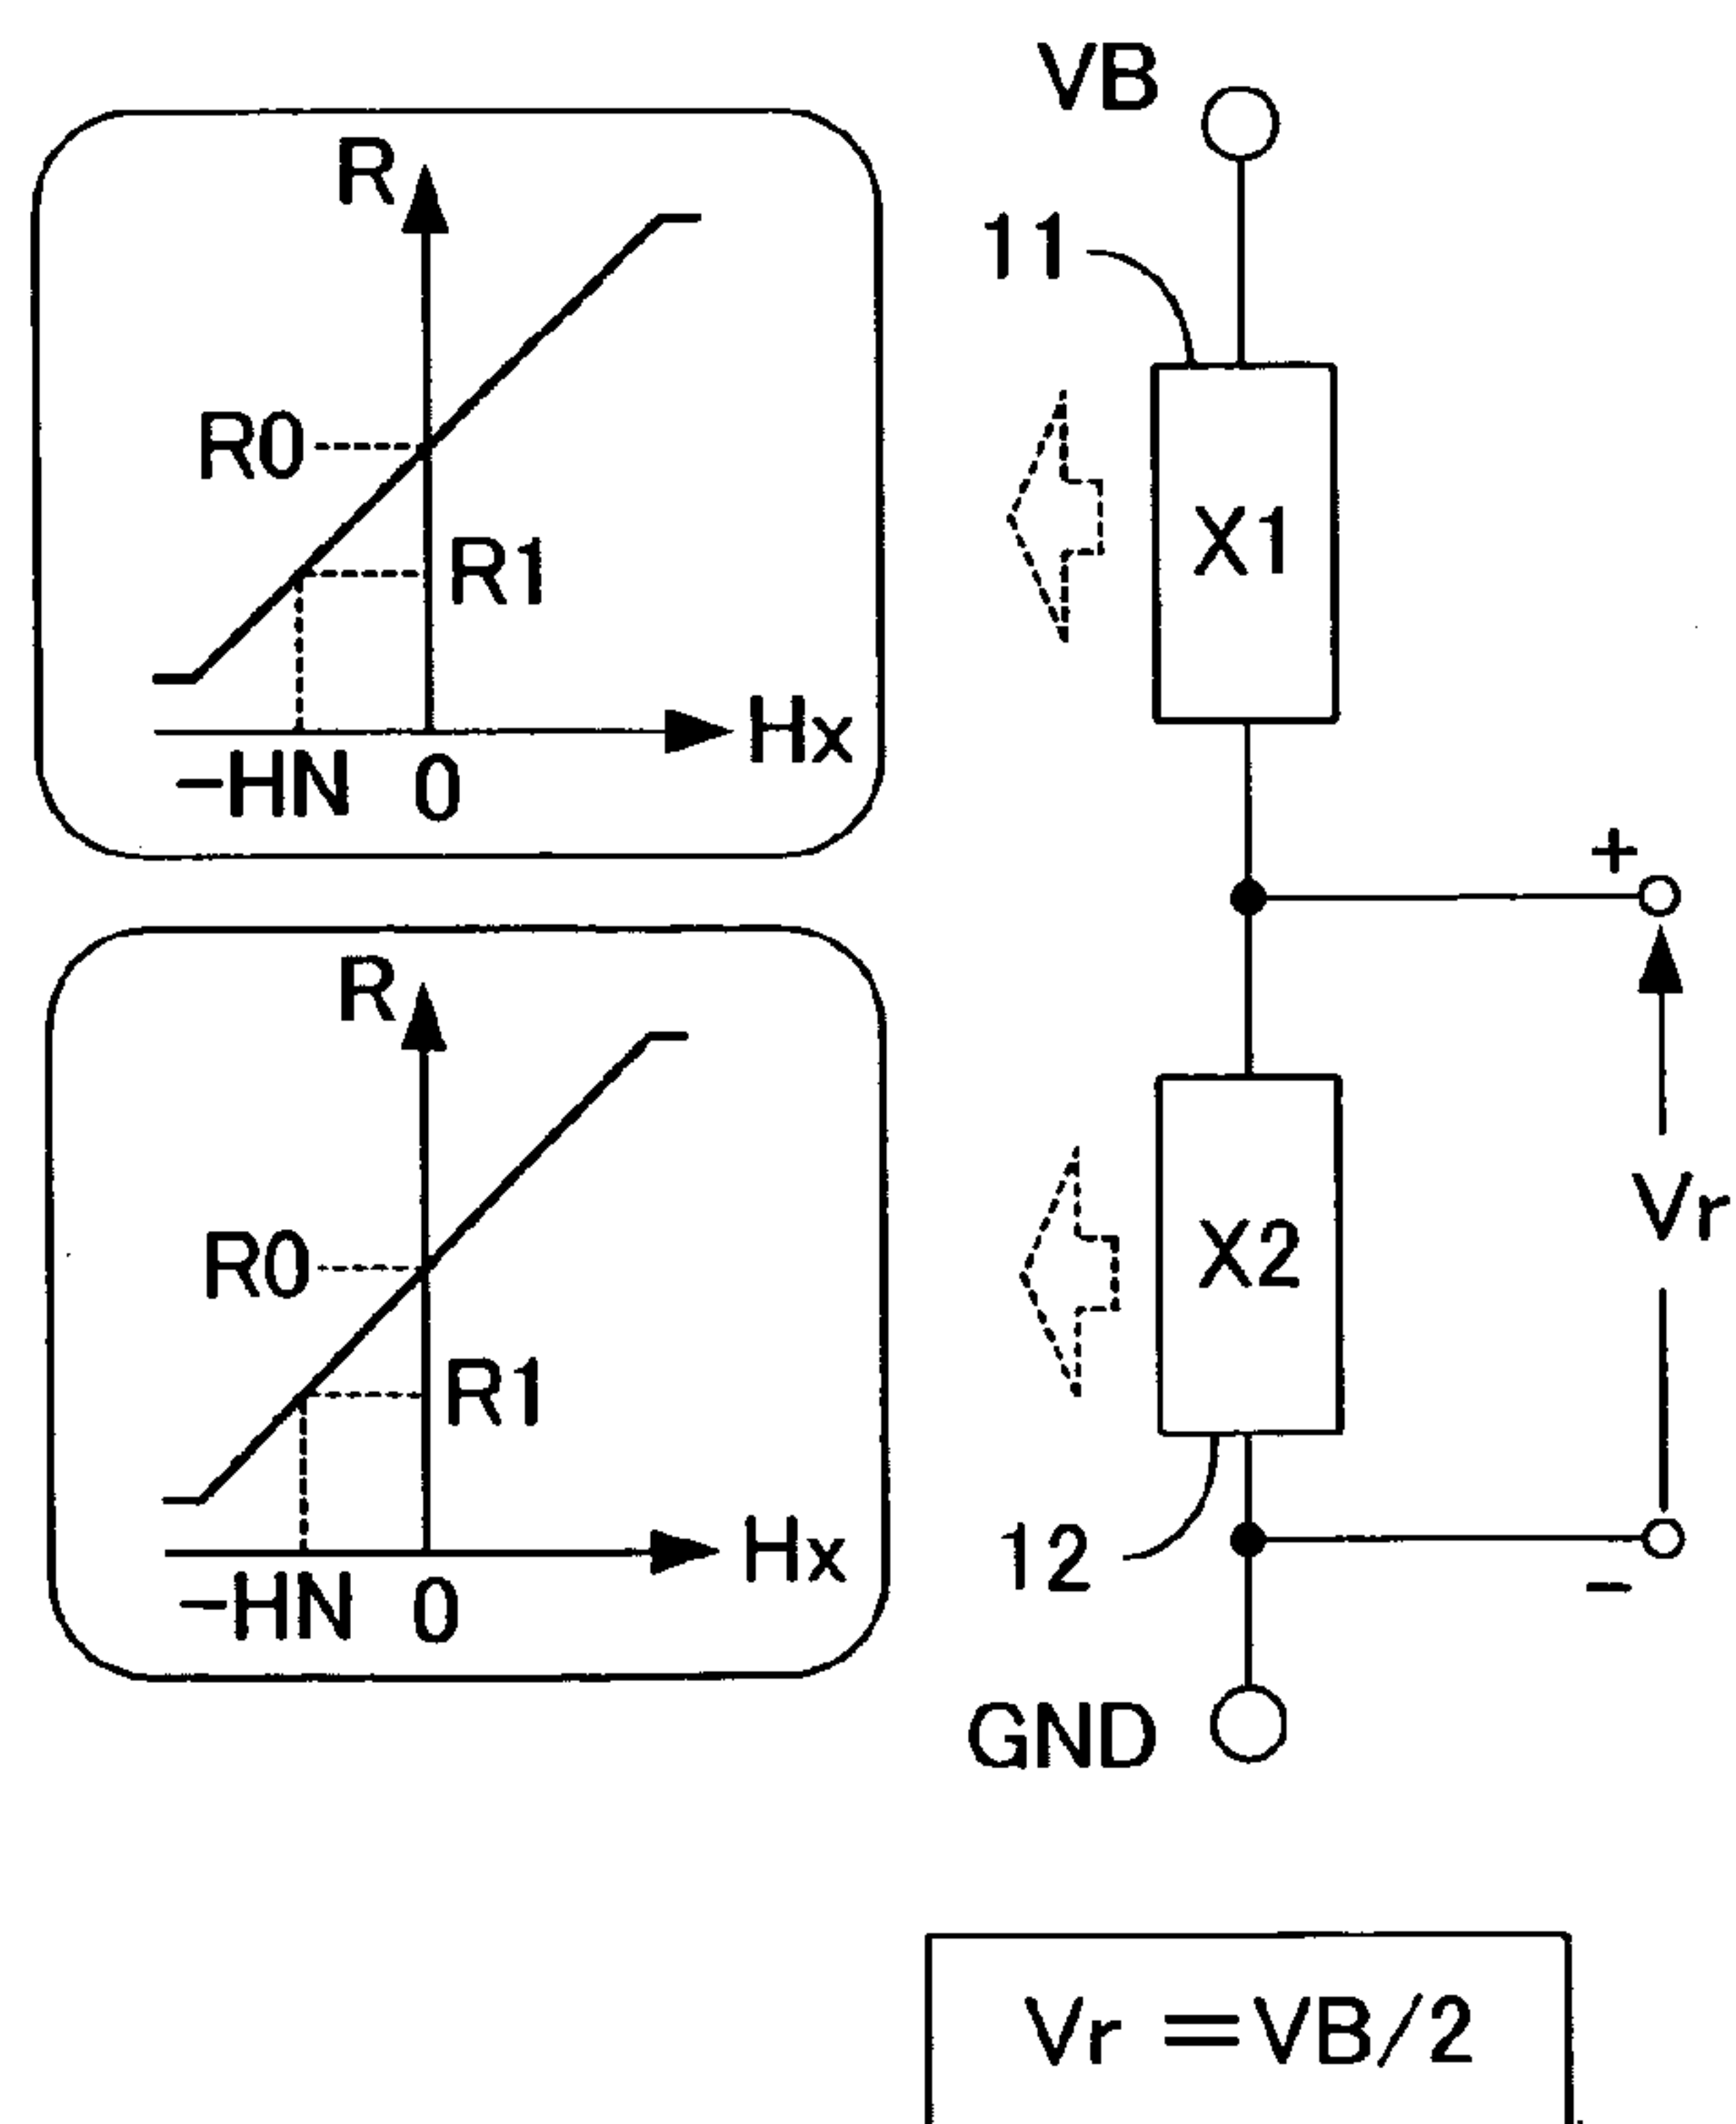 VB
R
11
R0
X1
R1
Hx
-HN 0
+
R
Vr
R0
X2
R1
12
Hx
-
-HN 0
GND
Vr =VB/2